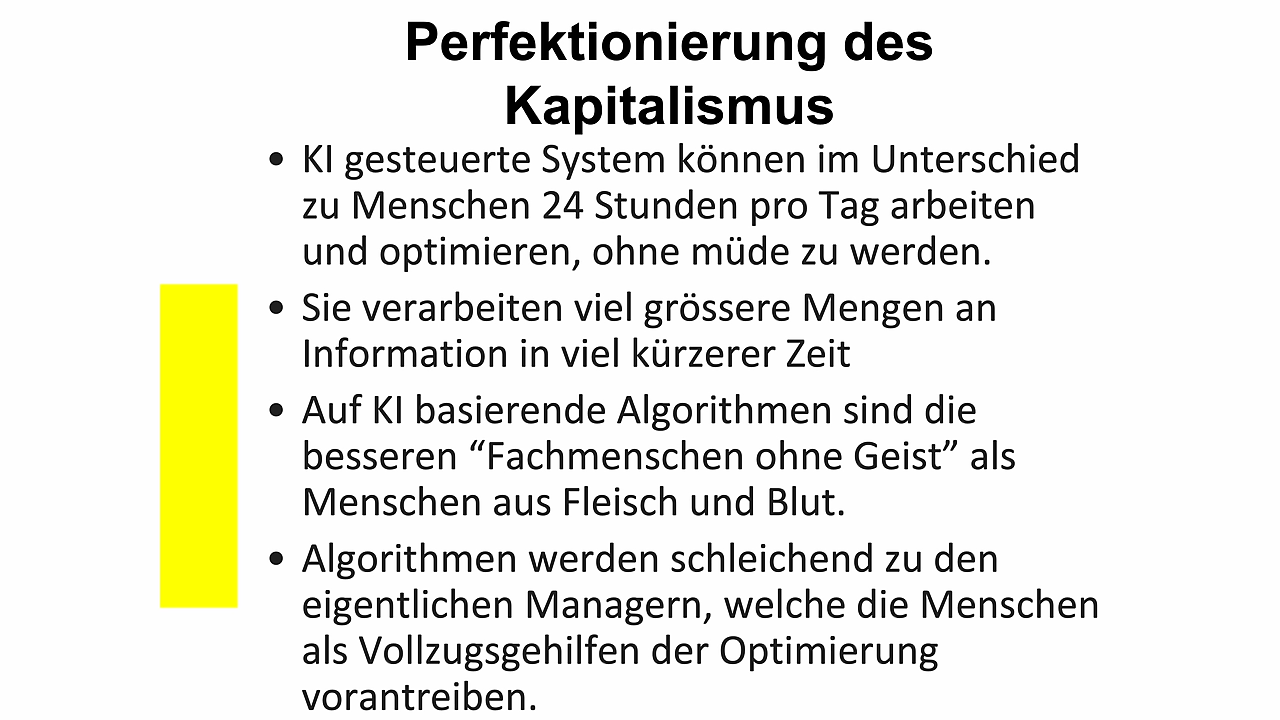 Perfektionierung des
Kapitalismus
• KI gesteuerte System können im Unterschied
zu Menschen 24 Stunden pro Tag arbeiten
und optimieren, ohne müde zu werden.
• Sie verarbeiten viel grössere Mengen an
Information in viel kürzerer Zeit
• Auf KI basierende Algorithmen sind die
besseren “Fachmenschen ohne Geist” als
Menschen aus Fleisch und Blut.
• Algorithmen werden schleichend zu den
eigentlichen Managern, welche die Menschen
als Vollzugsgehilfen der Optimierung
vorantreiben.